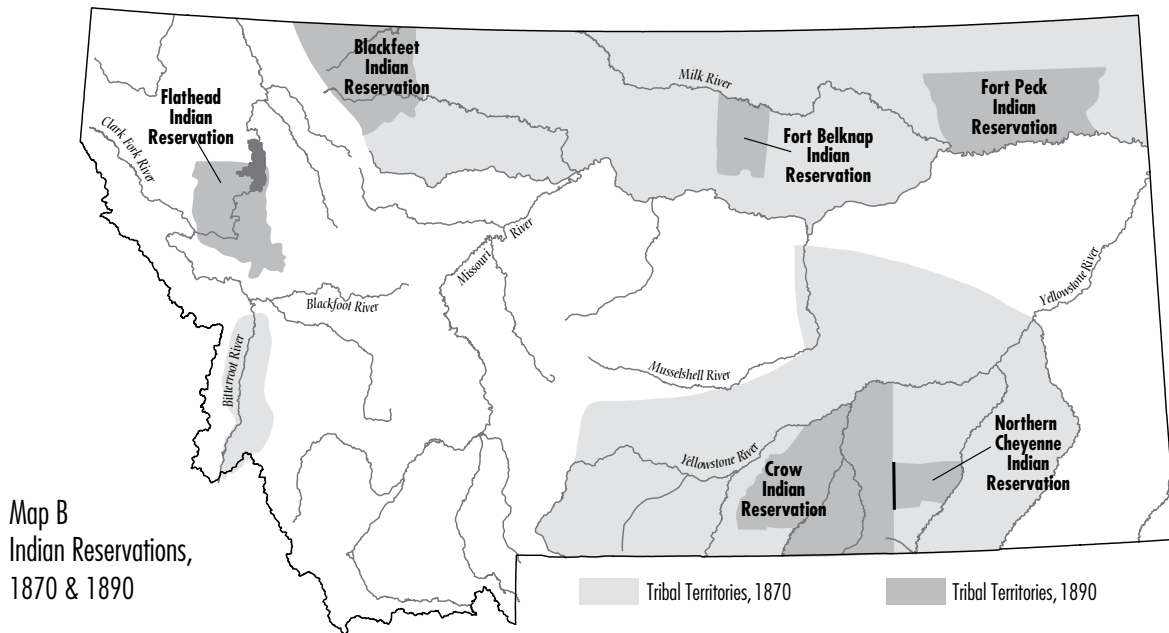 Blackfeet
Indian
Reservation
Milk River
Fort Peck
Indian
Reservation
Flathead
Indian
Reservation
Clark Fork River
Fort Belknap
Indian
Reservation
Missouri
River
Yellowstone River
Blackfoot River
Bitterroot River
Musselshell River
Yellowstone River
Crow
Indian
Reservation
Northern
Cheyenne
Indian
Reservation
Map B
Indian Reservations,
1870 & 1890
Tribal Territories, 1870
Tribal Territories, 1890